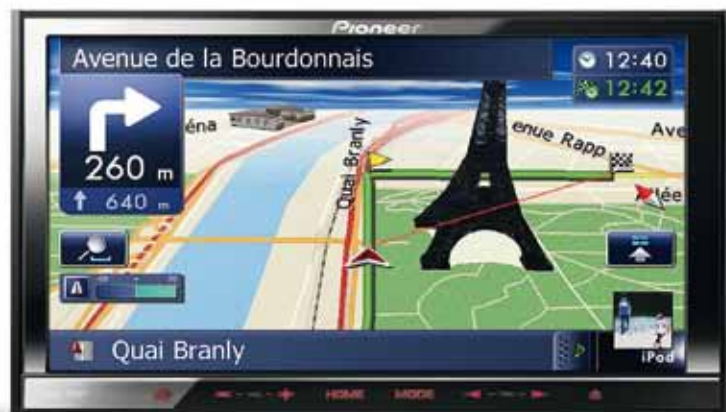 Pioneer
Avenue de la Bourdonnais
12:40
12:42
260 m
640 m
éna
Quai Branly
enue Rapp
Ave
lée
A
Quai Branly
iPod
HOME
MODE